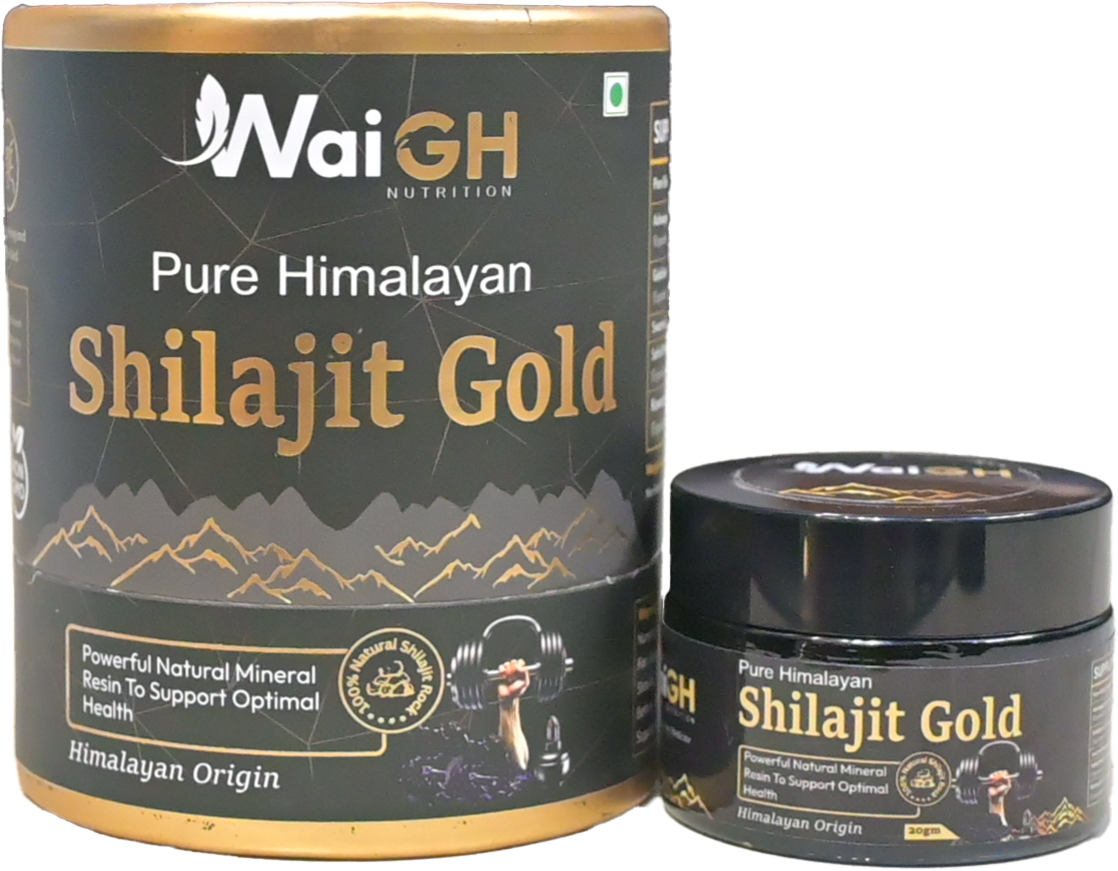 WaiGH
NUTRITION
Pure Himalayan
Shilajit Gold
Powerful Natural Mineral
Resin To Support Optimal
Health
100% Natural Shilajit Rock
Himalayan Origin
WaiGH
Pure Himalayan
Shilajit Gold
Powerful Natural Mineral
Resin To Support Optimal
Health
Himalayan Origin
20gm